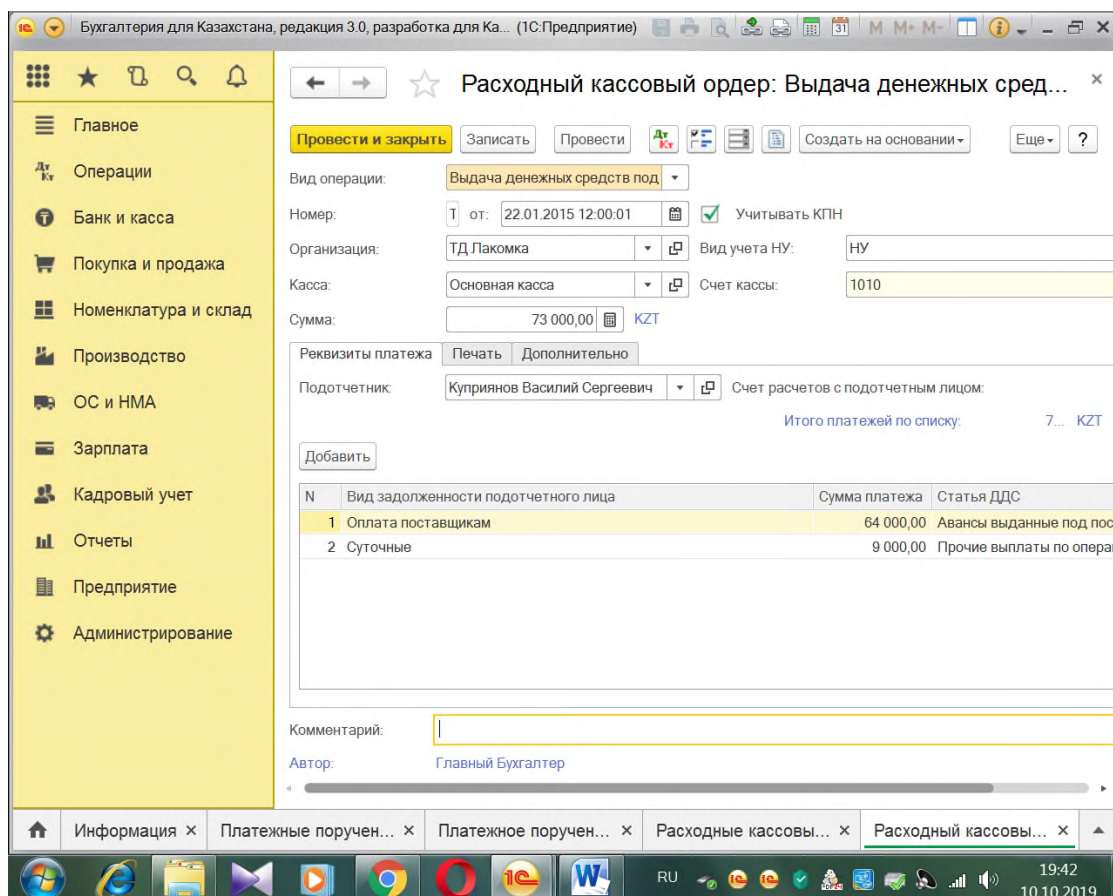 Бухгалтерия для Казахстана, редакция 3.0, разработка для Ка... (1С:Предприятие) 31 M M+ M-
Расходный кассовый ордер: Выдача денежных сред...
Главное
Операции
Банк и касса
Покупка и продажа
Номенклатура и склад
Производство
ОС и НМА
Зарплата
Кадровый учет
Отчеты
Предприятие
Администрирование
Провести и закрыть Записать Провести Дт Кт Создать на основании Еще ?
Вид операции: Выдача денежных средств под
Номер: Т от: 22.01.2015 12:00:01 Учитывать КПН
Организация: ТД Лакомка Вид учета НУ: НУ
Касса: Основная касса Счет кассы: 1010
Сумма: 73 000,00 KZT
Реквизиты платежа Печать Дополнительно
Подотчетник: Куприянов Василий Сергеевич Счет расчетов с подотчетным лицом:
Итого платежей по списку: 7... KZT
Добавить
N Вид задолженности подотчетного лица Сумма платежа Статья ДДС
1 Оплата поставщикам 64 000,00 Авансы выданные под пос
2 Суточные 9 000,00 Прочие выплаты по опера
Комментарий:
Автор: Главный Бухгалтер
Информация × Платежные поручен... × Платежное поручен... × Расходные кассовы... × Расходный кассовы... ×
RU 19:42
10.10.2019